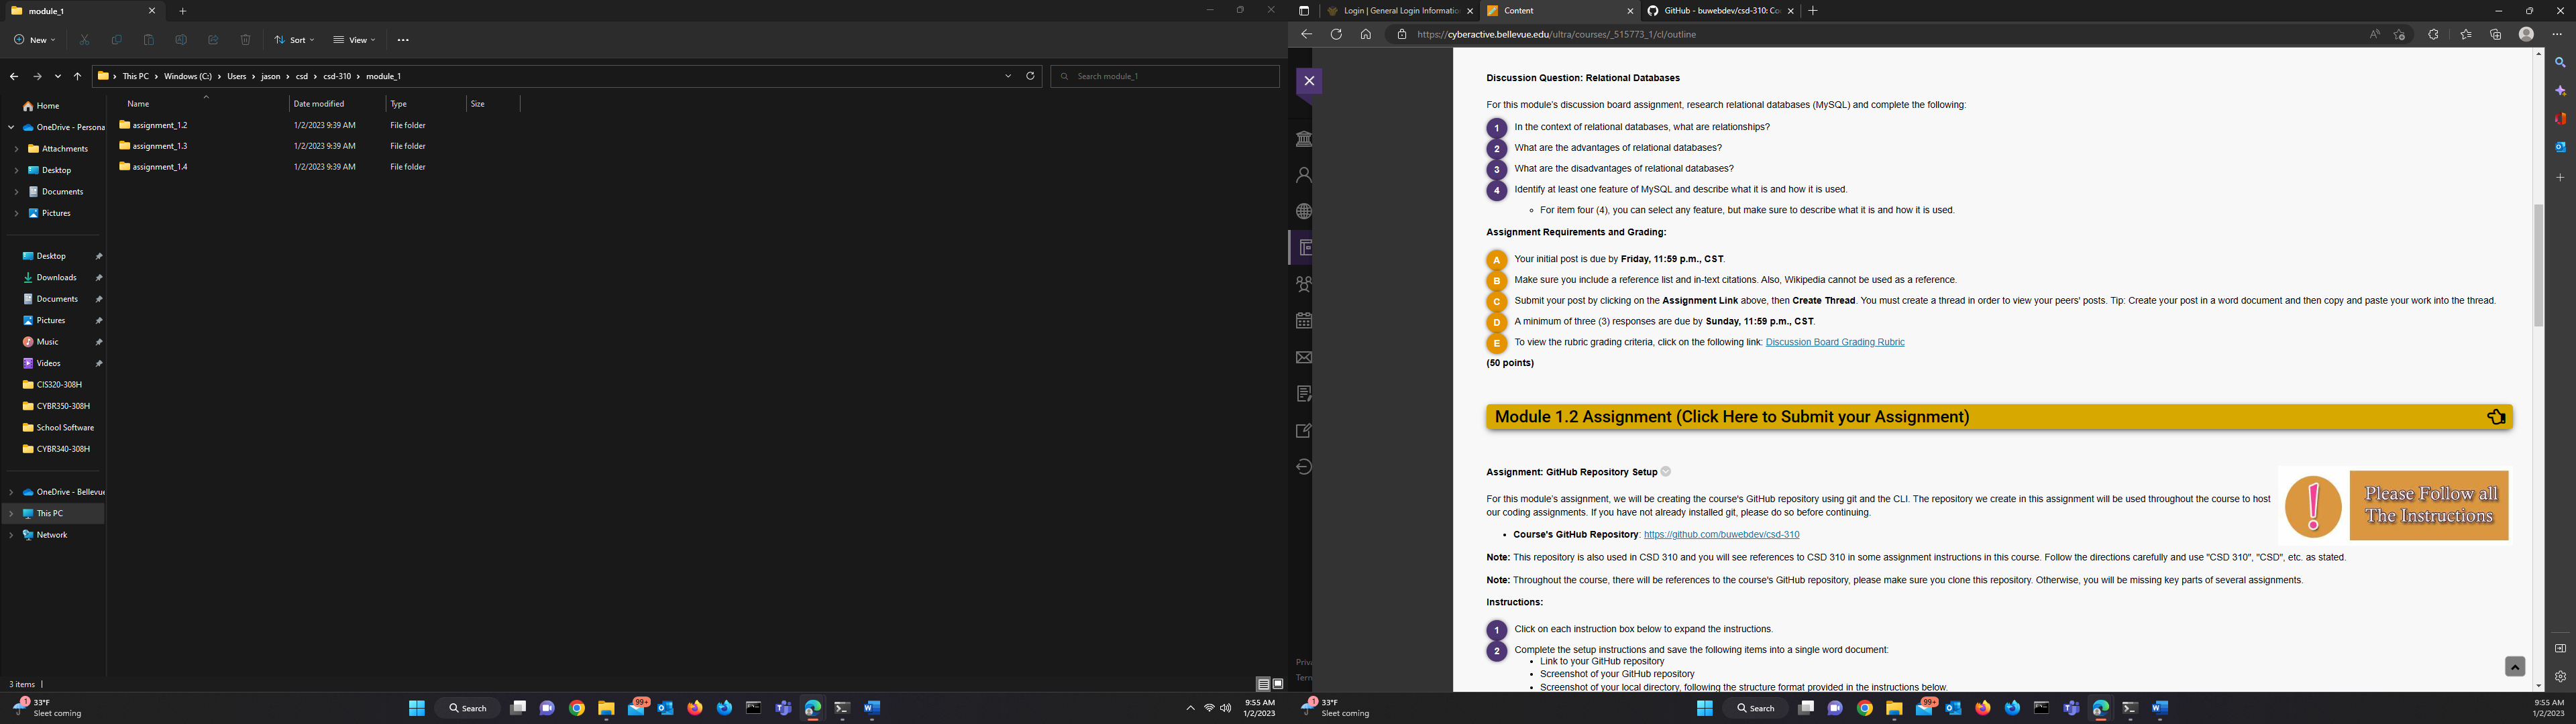 module_1
New
Sort
View
This PC
Windows (C:)
Users
jason
csd
csd-310
module_1
Search module_1
Home
OneDrive - Persona
Attachments
Desktop
Documents
Pictures
Desktop
Downloads
Documents
Pictures
Music
Videos
CIS320-308H
CYBR350-308H
School Software
CYBR340-308H
OneDrive - Bellevue
This PC
Network
Name Date modified Type Size
assignment_1.2 1/2/2023 9:39 AM File folder
assignment_1.3 1/2/2023 9:39 AM File folder
assignment_1.4 1/2/2023 9:39 AM File folder
3 items
1
33°F
Sleet coming
Search
99+
9:55 AM
1/2/2023
Login | General Login Informatio
Content
GitHub - buwebdev/csd-310: Co
https://cyberactive.bellevue.edu/ultra/courses/_515773_1/cl/outline
Priva
Term
Discussion Question: Relational Databases
For this module's discussion board assignment, research relational databases (MySQL) and complete the following:
1 In the context of relational databases, what are relationships?
2 What are the advantages of relational databases?
3 What are the disadvantages of relational databases?
4 Identify at least one feature of MySQL and describe what it is and how it is used.
For item four (4), you can select any feature, but make sure to describe what it is and how it is used.
Assignment Requirements and Grading:
A Your initial post is due by Friday, 11:59 p.m., CST.
B Make sure you include a reference list and in-text citations. Also, Wikipedia cannot be used as a reference.
C Submit your post by clicking on the Assignment Link above, then Create Thread. You must create a thread in order to view your peers' posts. Tip: Create your post in a word document and then copy and paste your work into the thread.
D A minimum of three (3) responses are due by Sunday, 11:59 p.m., CST.
E To view the rubric grading criteria, click on the following link: Discussion Board Grading Rubric
(50 points)
Module 1.2 Assignment (Click Here to Submit your Assignment)
Assignment: GitHub Repository Setup
For this module's assignment, we will be creating the course's GitHub repository using git and the CLI. The repository we create in this assignment will be used throughout the course to host
our coding assignments. If you have not already installed git, please do so before continuing.
Please Follow all
The Instructions
• Course's GitHub Repository: https://github.com/buwebdev/csd-310
Note: This repository is also used in CSD 310 and you will see references to CSD 310 in some assignment instructions in this course. Follow the directions carefully and use "CSD 310", "CSD", etc. as stated.
Note: Throughout the course, there will be references to the course's GitHub repository, please make sure you clone this repository. Otherwise, you will be missing key parts of several assignments.
Instructions:
1 Click on each instruction box below to expand the instructions.
2 Complete the setup instructions and save the following items into a single word document:
• Link to your GitHub repository
• Screenshot of your GitHub repository
• Screenshot of your local directory, following the structure format provided in the instructions below.
1
33°F
Sleet coming
Search
99+
9:55 AM
1/2/2023